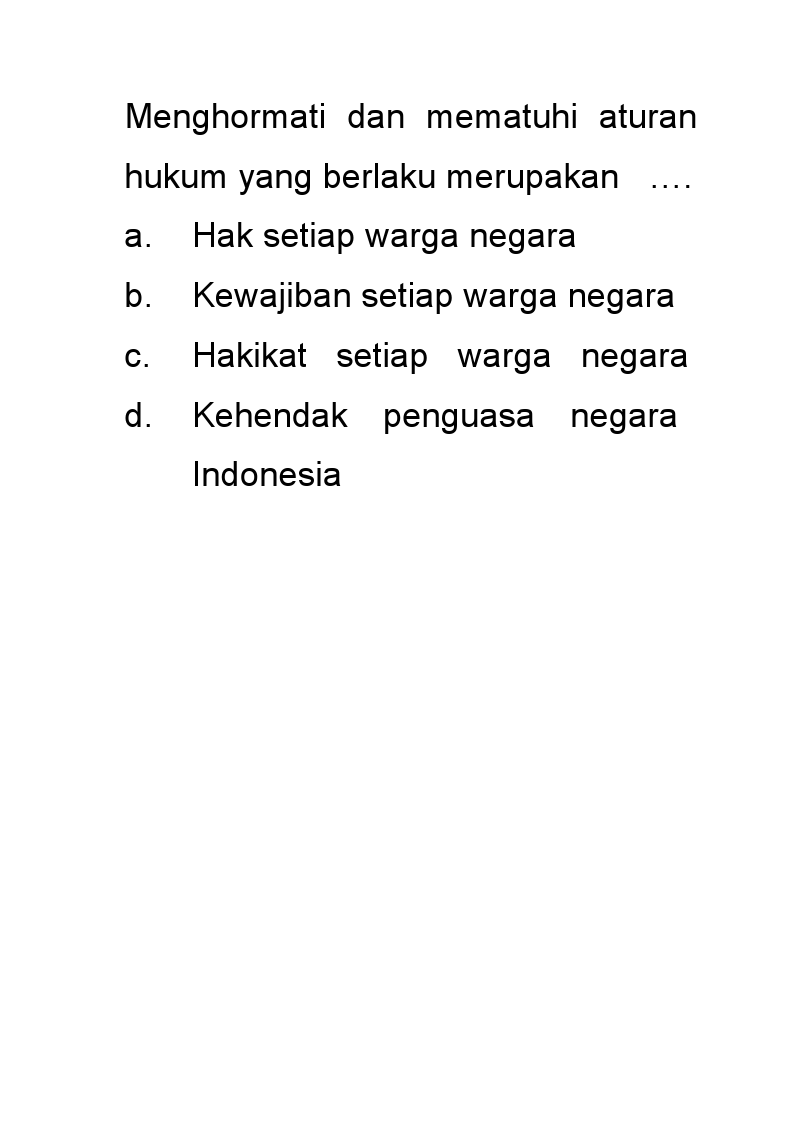 Menghormati dan mematuhi aturan
hukum yang berlaku merupakan ....
a. Hak setiap warga negara
b. Kewajiban setiap warga negara
c. Hakikat setiap warga negara
d. Kehendak penguasa negara
Indonesia